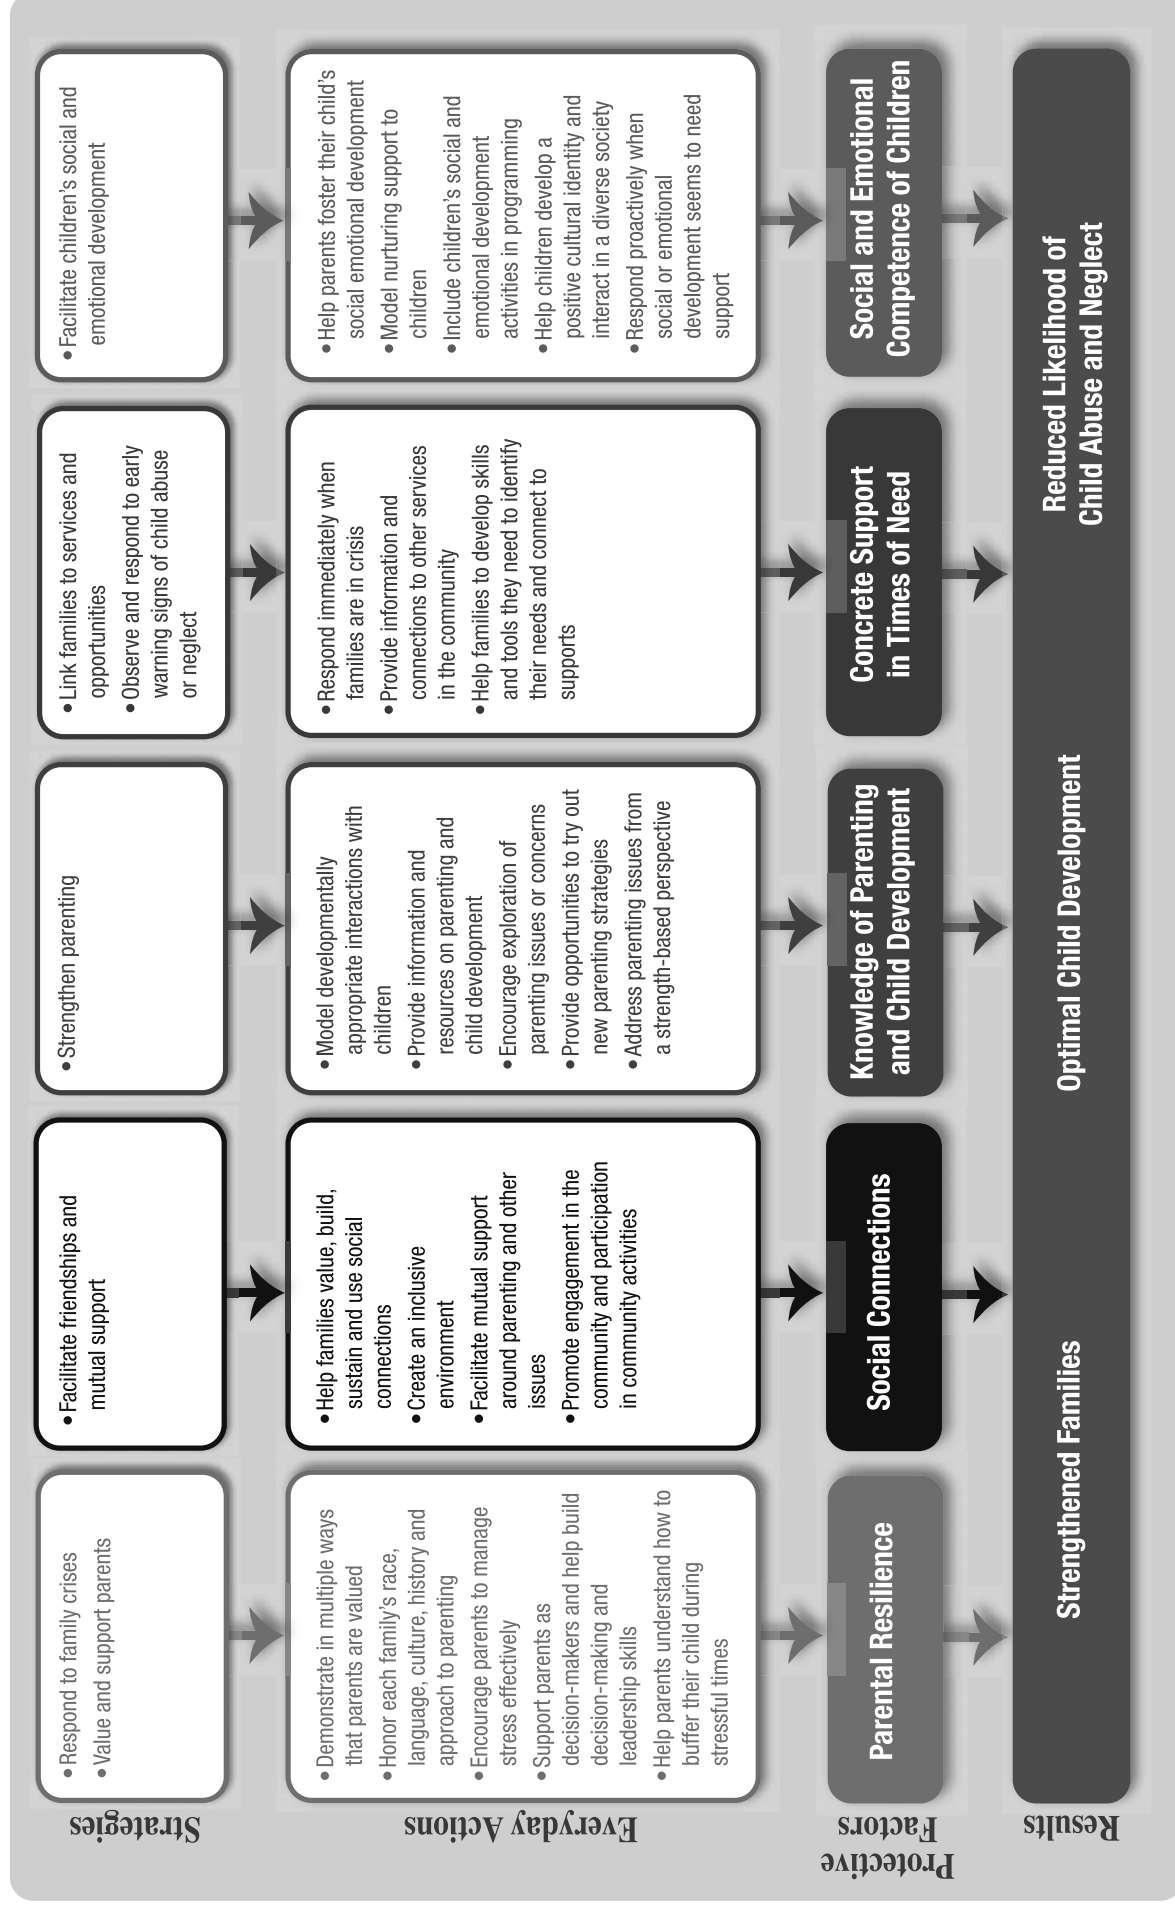 Strategies
• Respond to family crises
• Value and support parents
• Facilitate friendships and
mutual support
• Strengthen parenting
• Link families to services and
opportunities
• Observe and respond to early
warning signs of child abuse
or neglect
• Facilitate children's social and
emotional development
Everyday Actions
• Demonstrate in multiple ways
that parents are valued
• Honor each family's race,
language, culture, history and
approach to parenting
• Encourage parents to manage
stress effectively
• Support parents as
decision-makers and help build
decision-making and
leadership skills
• Help parents understand how to
buffer their child during
stressful times
• Help families value, build,
sustain and use social
connections
• Create an inclusive
environment
• Facilitate mutual support
around parenting and other
issues
• Promote engagement in the
community and participation
in community activities
• Model developmentally
appropriate interactions with
children
• Provide information and
resources on parenting and
child development
• Encourage exploration of
parenting issues or concerns
• Provide opportunities to try out
new parenting strategies
• Address parenting issues from
a strength-based perspective
• Respond immediately when
families are in crisis
• Provide information and
connections to other services
in the community
• Help families to develop skills
and tools they need to identify
their needs and connect to
supports
• Help parents foster their child's
social emotional development
• Model nurturing support to
children
• Include children's social and
emotional development
activities in programming
• Help children develop a
positive cultural identity and
interact in a diverse society
• Respond proactively when
social or emotional
development seems to need
support
Protective
Factors
Parental Resilience
Social Connections
Knowledge of Parenting
and Child Development
Concrete Support
in Times of Need
Social and Emotional
Competence of Children
Results
Strengthened Families
Optimal Child Development
Reduced Likelihood of
Child Abuse and Neglect